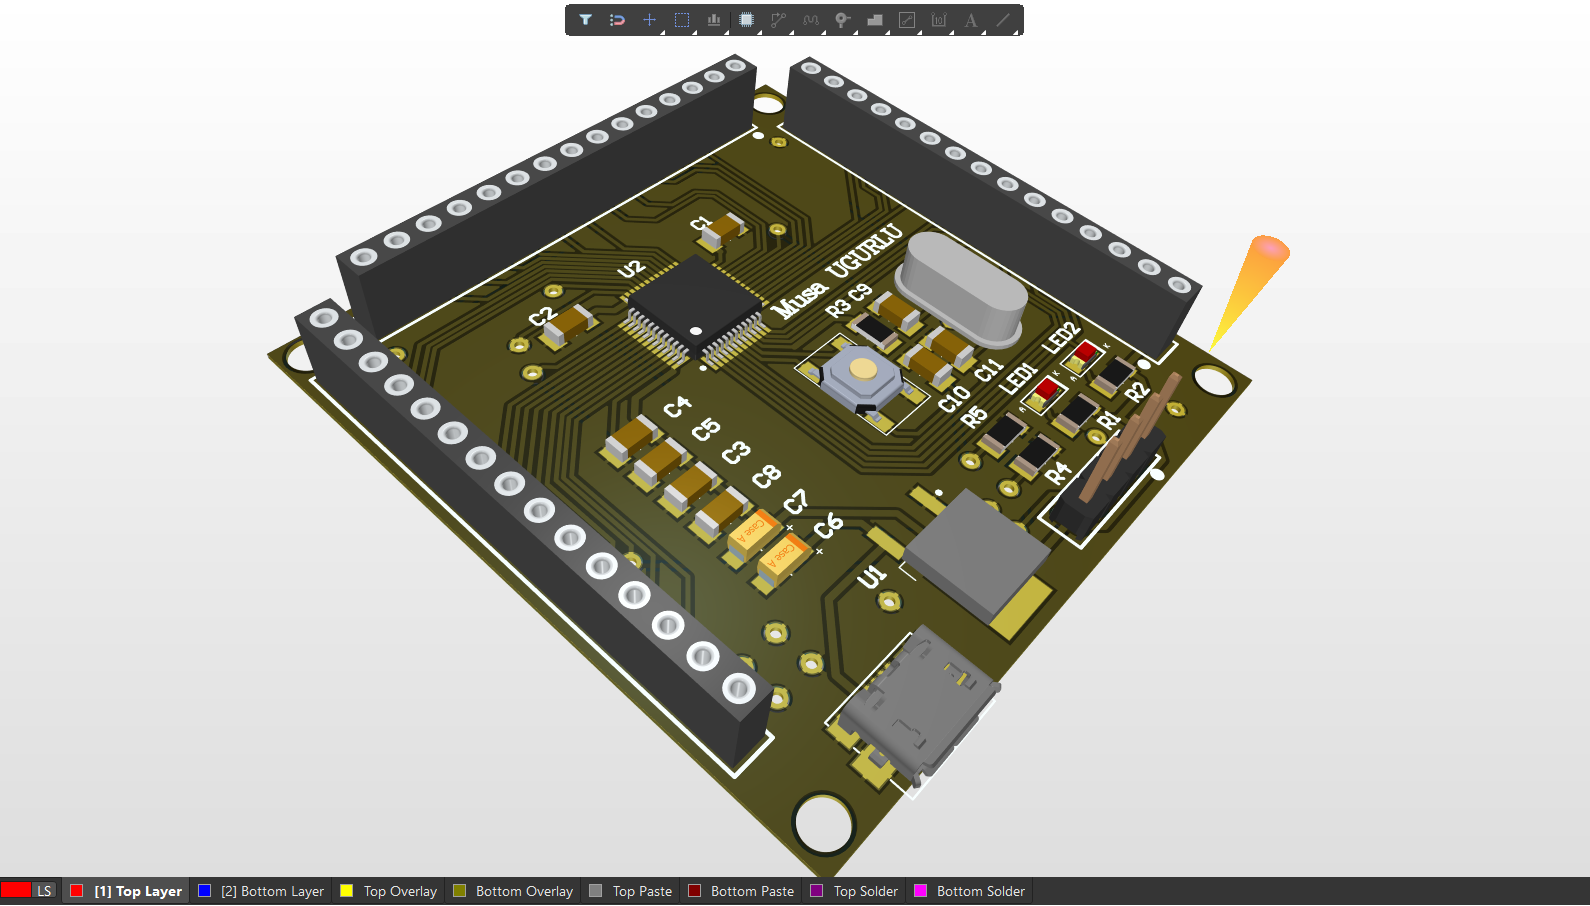 C1
U2
Musa UGURLU
C2
R3
C9
LED2
K
A
C11
LED1
K
A
C10
R2
R5
R1
C4
C5
R4
C3
C8
C7
Case A
C6
Case A
U1
LS
[1] Top Layer
[2] Bottom Layer
Top Overlay
Bottom Overlay
Top Paste
Bottom Paste
Top Solder
Bottom Solder